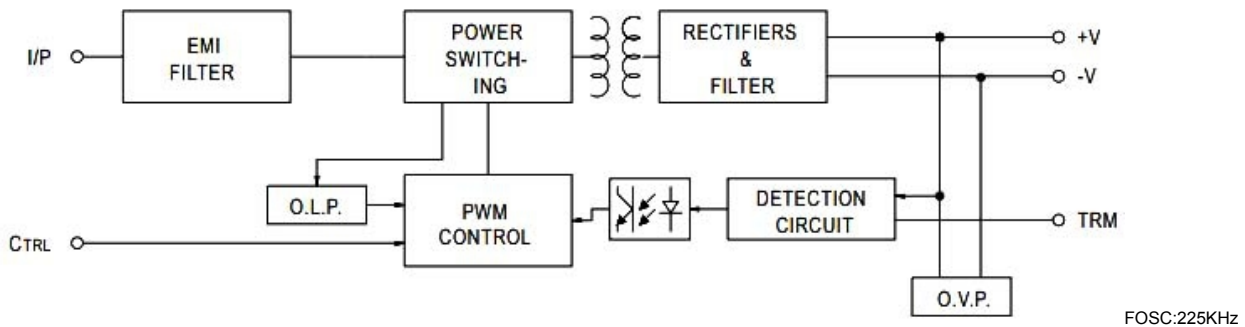 I/P
EMI
FILTER
POWER
SWITCH-
ING
RECTIFIERS
&
FILTER
+V
-V
O.L.P.
PWM
CONTROL
DETECTION
CIRCUIT
TRM
CTRL
O.V.P.
FOSC:225KHz